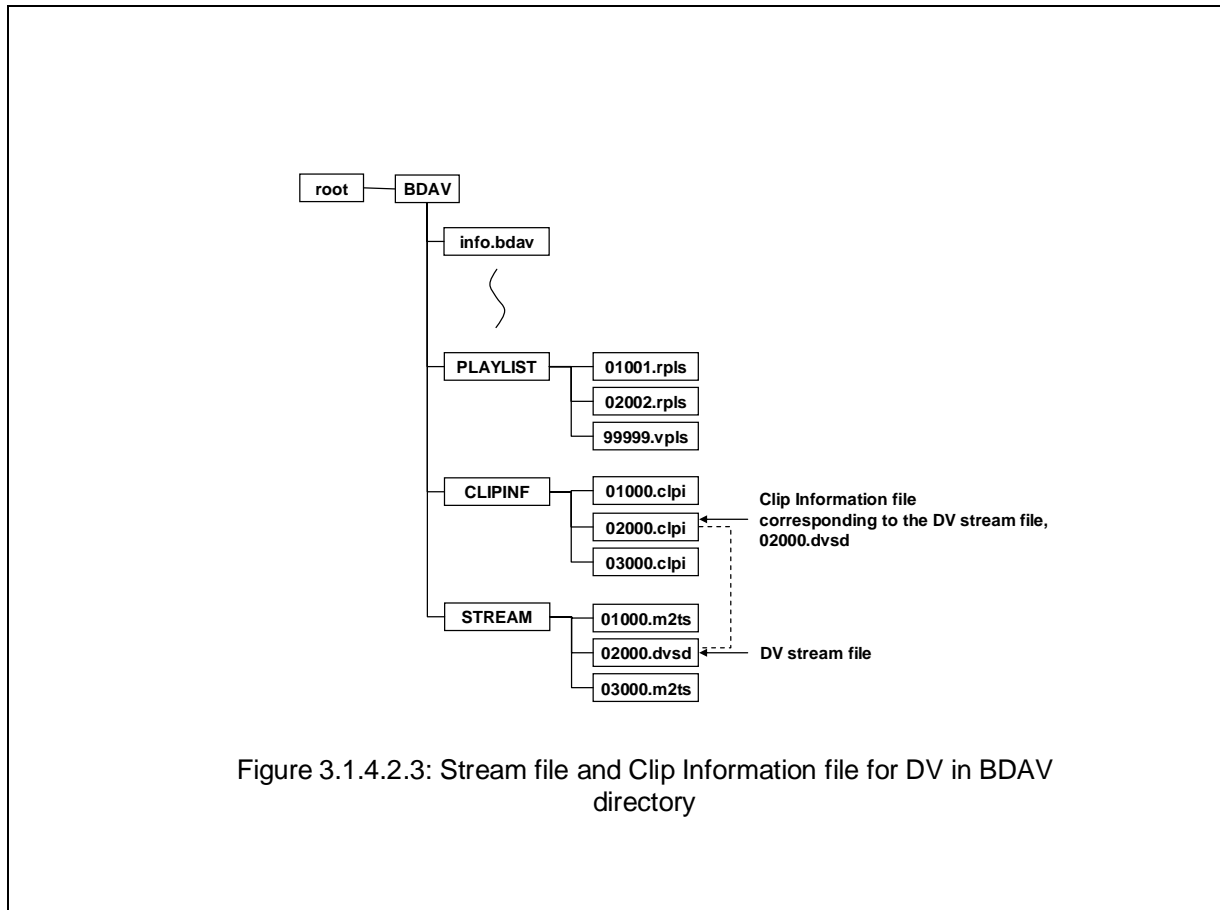 root
BDAV
info.bdav
PLAYLIST
01001.rpls
02002.rpls
99999.vpls
CLIPINF
01000.clpi
02000.clpi
03000.clpi
Clip Information file
corresponding to the DV stream file,
02000.dvsd
STREAM
01000.m2ts
02000.dvsd
03000.m2ts
DV stream file
Figure 3.1.4.2.3: Stream file and Clip Information file for DV in BDAV
directory